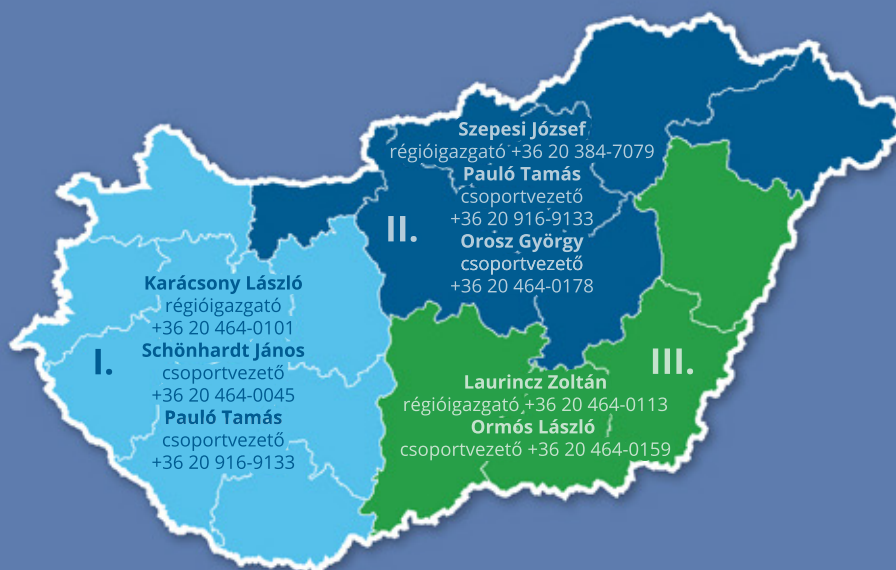 I.
Karácsony László
régióigazgató
+36 20 464-0101
Schönhardt János
csoportvezető
+36 20 464-0045
Pauló Tamás
csoportvezető
+36 20 916-9133
II.
Szepesi József
régióigazgató +36 20 384-7079
Pauló Tamás
csoportvezető
+36 20 916-9133
Orosz György
csoportvezető
+36 20 464-0178
III.
Laurincz Zoltán
régióigazgató +36 20 464-0113
Ormós László
csoportvezető +36 20 464-0159